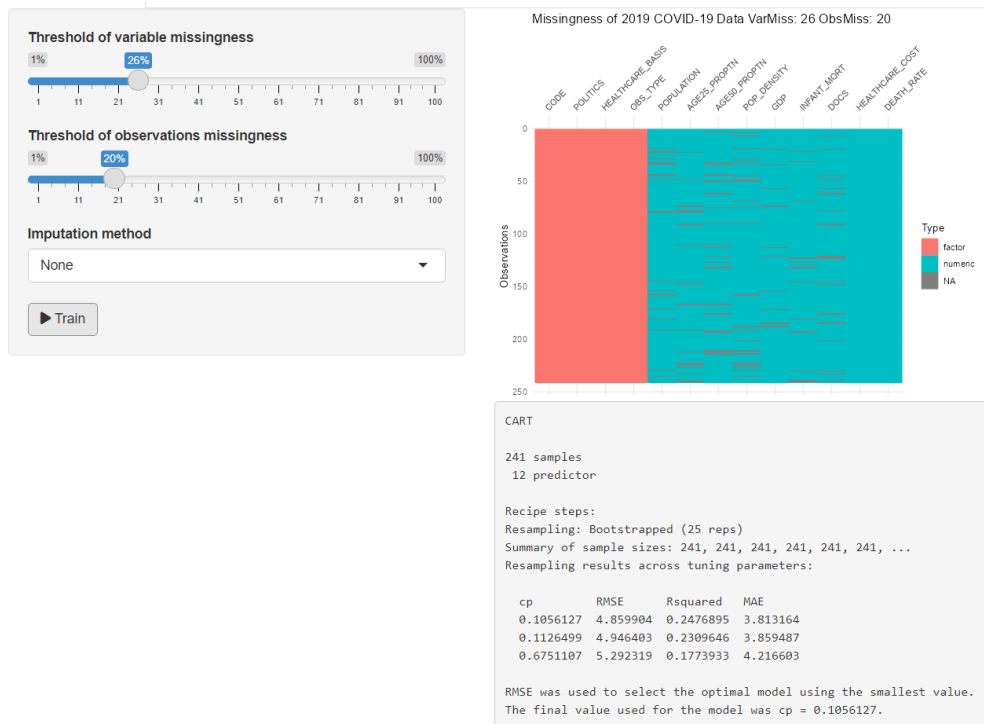 Threshold of variable missingness
1% 26% 100%
1 11 21 31 41 51 61 71 81 91 100
Threshold of observations missingness
1% 20% 100%
1 11 21 31 41 51 61 71 81 91 100
Imputation method
None
Train
Missingness of 2019 COVID-19 Data VarMiss: 26 ObsMiss: 20
CODE
POLITICS
HEALTHCARE_BASIS
OBS_TYPE
POPULATION
AGE25_PROPTN
AGE50_PROPTN
POP_DENSITY
GDP
INFANT_MORT
DOCS
HEALTHCARE_COST
DEATH_RATE
0
50
100
150
200
250
Observations
Type
factor
numeric
NA
CART
241 samples
12 predictor
Recipe steps:
Resampling: Bootstrapped (25 reps)
Summary of sample sizes: 241, 241, 241, 241, 241, 241, ...
Resampling results across tuning parameters:
cp RMSE Rsquared MAE
0.1056127 4.859904 0.2476895 3.813164
0.1126499 4.946403 0.2309646 3.859487
0.6751107 5.292319 0.1773933 4.216603
RMSE was used to select the optimal model using the smallest value.
The final value used for the model was cp = 0.1056127.